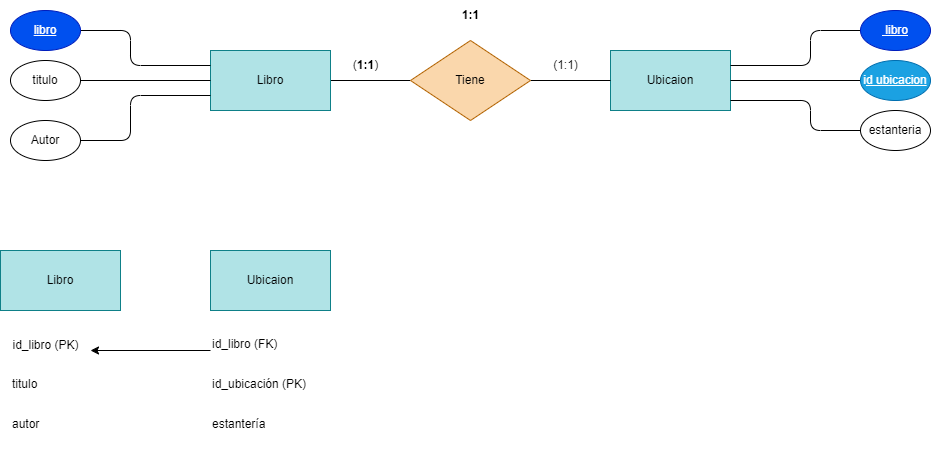 1:1
libro
titulo
Autor
Libro
(1:1)
Tiene
(1:1)
Ubicaion
libro
id ubicacion
estanteria
Libro
Ubicaion
id_libro (PK)
id_libro (FK)
titulo
id_ubicación (PK)
autor
estantería